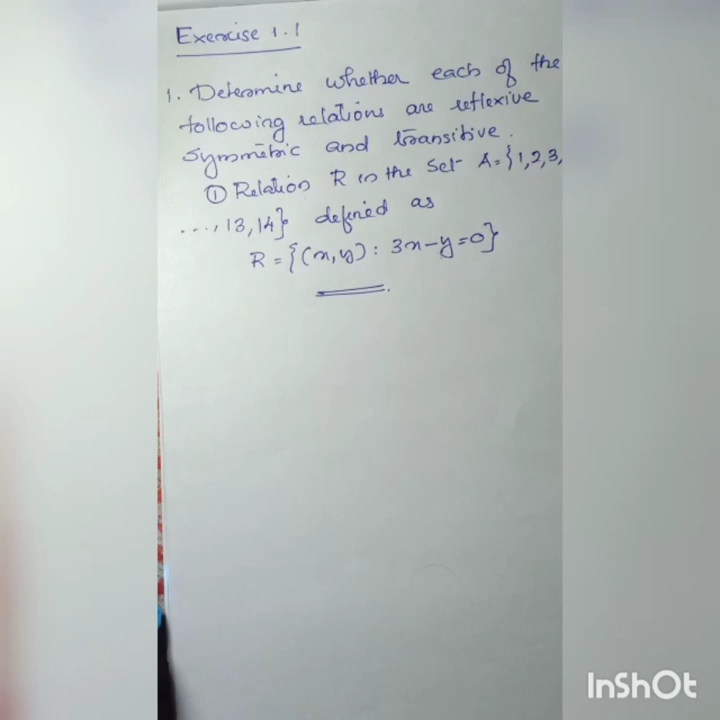 Exercise 1.1
1. Determine whether each of the
following relations are reflexive
symmetric and transitive.
① Relation R in the set A = {1,2,3,
...., 13, 14} defined as
R = {(x,y) : 3x-y=0}
InShOt